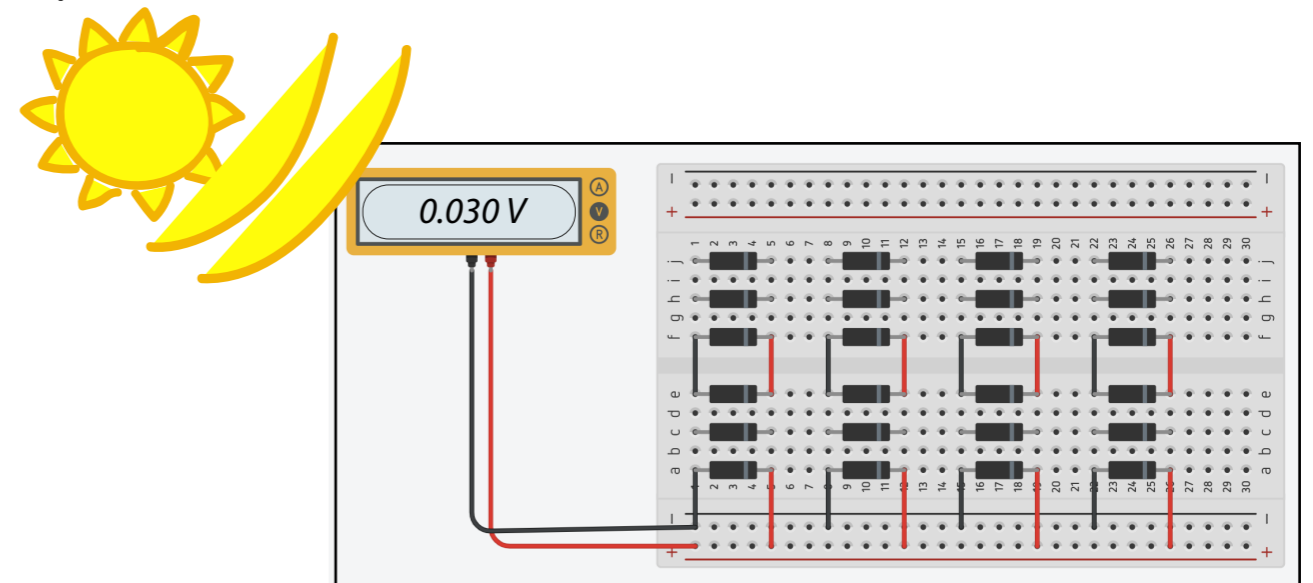 A
0.030 V
V
R
− −
+ +
1 2 3 4 5 6 7 8 9 10 11 12 13 14 15 16 17 18 19 20 21 22 23 24 25 26 27 28 29 30
j j
i i
h h
g g
f f
e e
d d
c c
b b
a a
1 2 3 4 5 6 7 8 9 10 11 12 13 14 15 16 17 18 19 20 21 22 23 24 25 26 27 28 29 30
− −
+ +